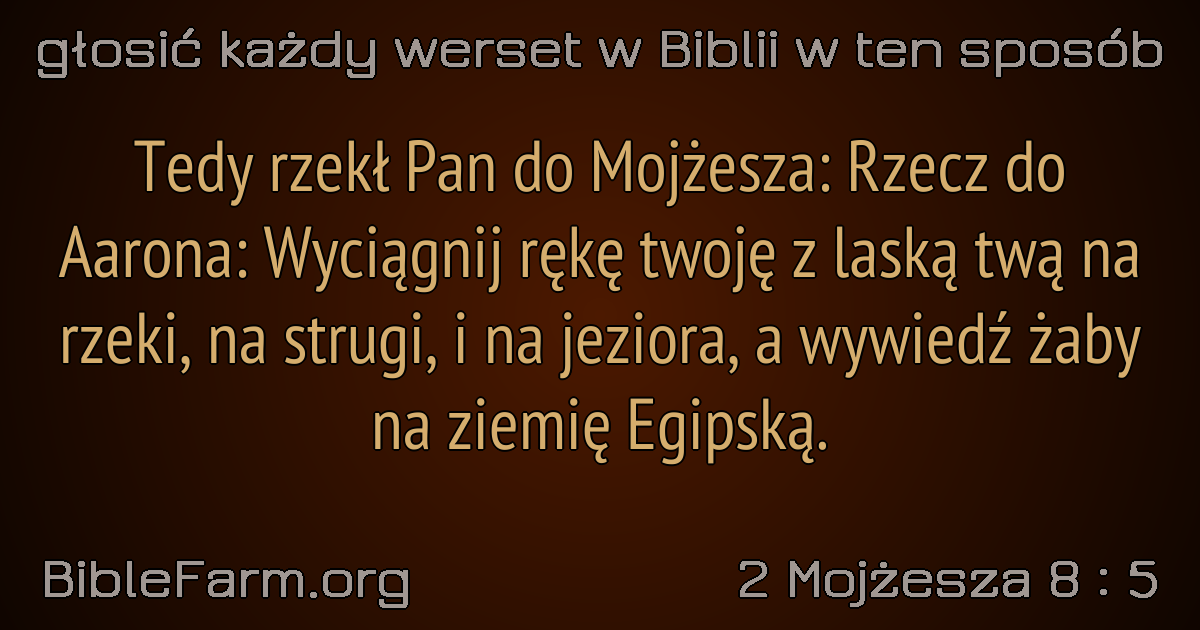 głosić każdy werset w Biblii w ten sposób
Tedy rzekł Pan do Mojżesza: Rzecz do
Aarona: Wyciągnij rękę twoję z laską twą na
rzeki, na strugi, i na jeziora, a wywiedź żaby
na ziemię Egipską.
BibleFarm.org
2 Mojżesza 8 : 5